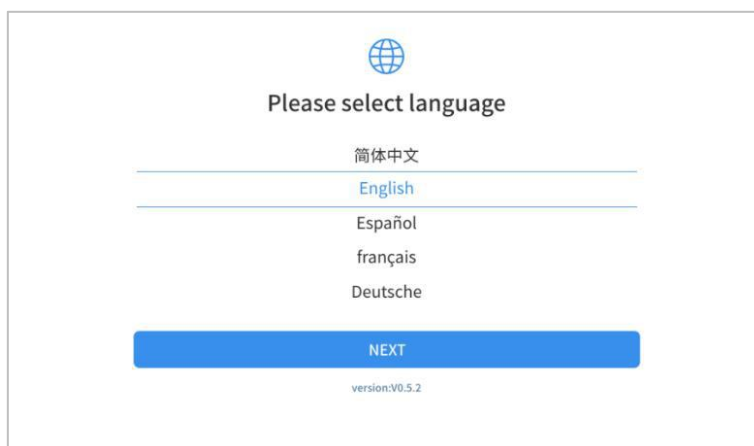 Please select language
简体中文
English
Español
français
Deutsche
NEXT
version:V0.5.2